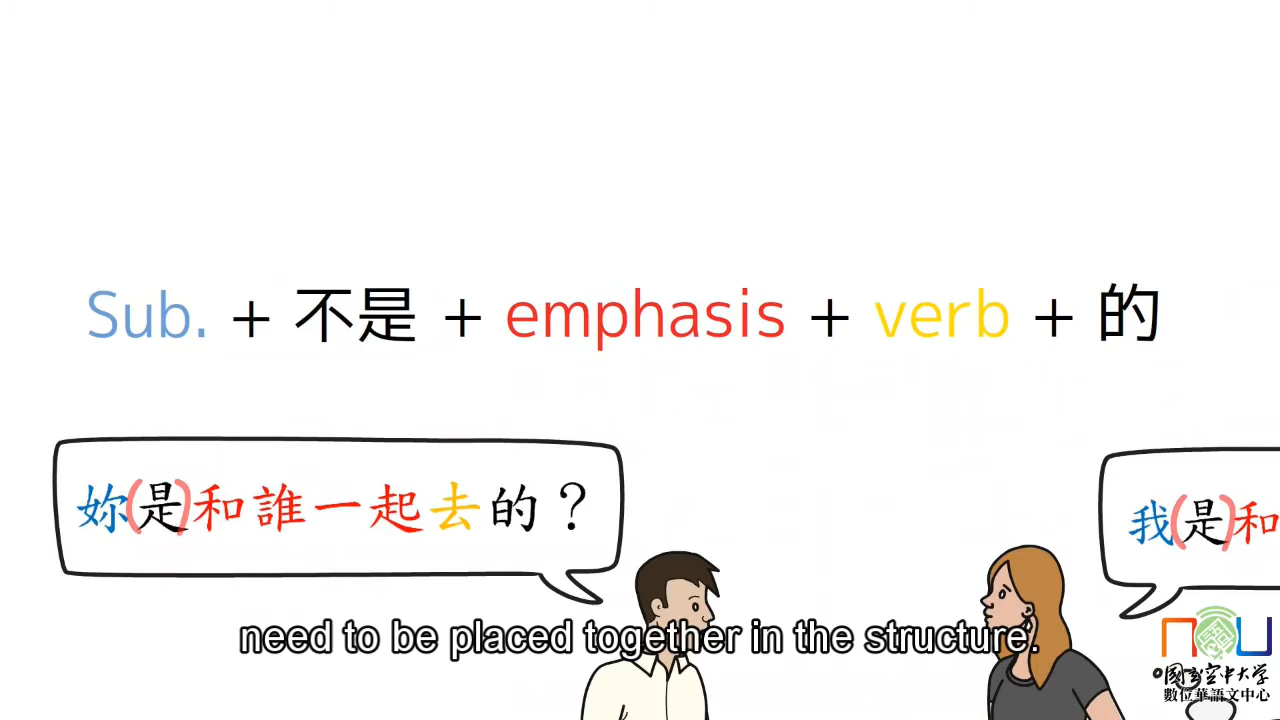 Sub. + 不是 + emphasis + verb + 的
妳(是)和誰一起去的？
我(是)和
need to be placed together in the structure.
nou
國立空中大學
數位華語文中心